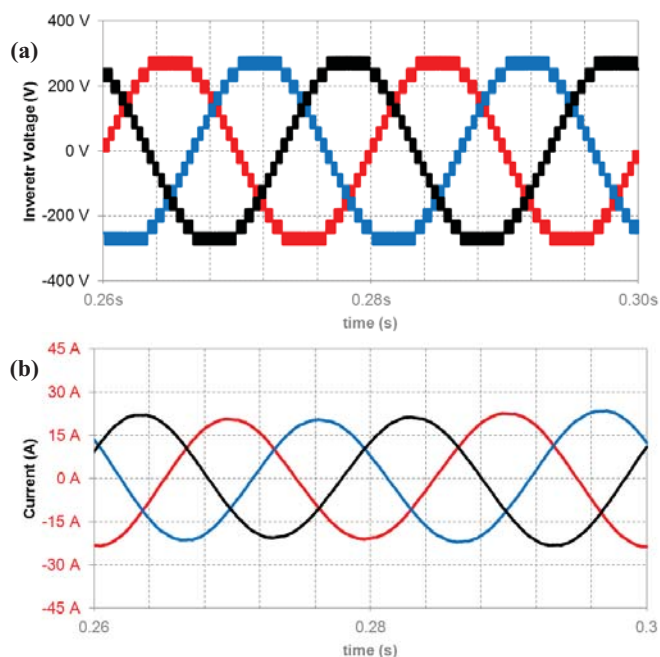 (a)
Inveretr Voltage (V)
400 V
200 V
0 V
-200 V
-400 V
0.26s
0.28s
0.30s
time (s)
(b)
Current (A)
45 A
30 A
15 A
0 A
-15 A
-30 A
-45 A
0.26
0.28
0.3
time (s)